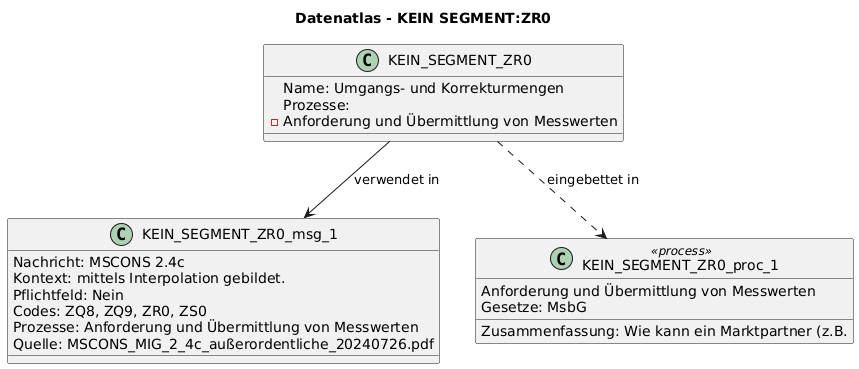 Datenatlas - KEIN SEGMENT:ZR0
C KEIN_SEGMENT_ZR0
Name: Umgangs- und Korrekturmengen
Prozesse:
Anforderung und Übermittlung von Messwerten
verwendet in
eingebettet in
C KEIN_SEGMENT_ZR0_msg_1
Nachricht: MSCONS 2.4c
Kontext: mittels Interpolation gebildet.
Pflichtfeld: Nein
Codes: ZQ8, ZQ9, ZR0, ZS0
Prozesse: Anforderung und Übermittlung von Messwerten
Quelle: MSCONS_MIG_2_4c_außerordentliche_20240726.pdf
«process»
C KEIN_SEGMENT_ZR0_proc_1
Anforderung und Übermittlung von Messwerten
Gesetze: MsbG
Zusammenfassung: Wie kann ein Marktpartner (z.B.